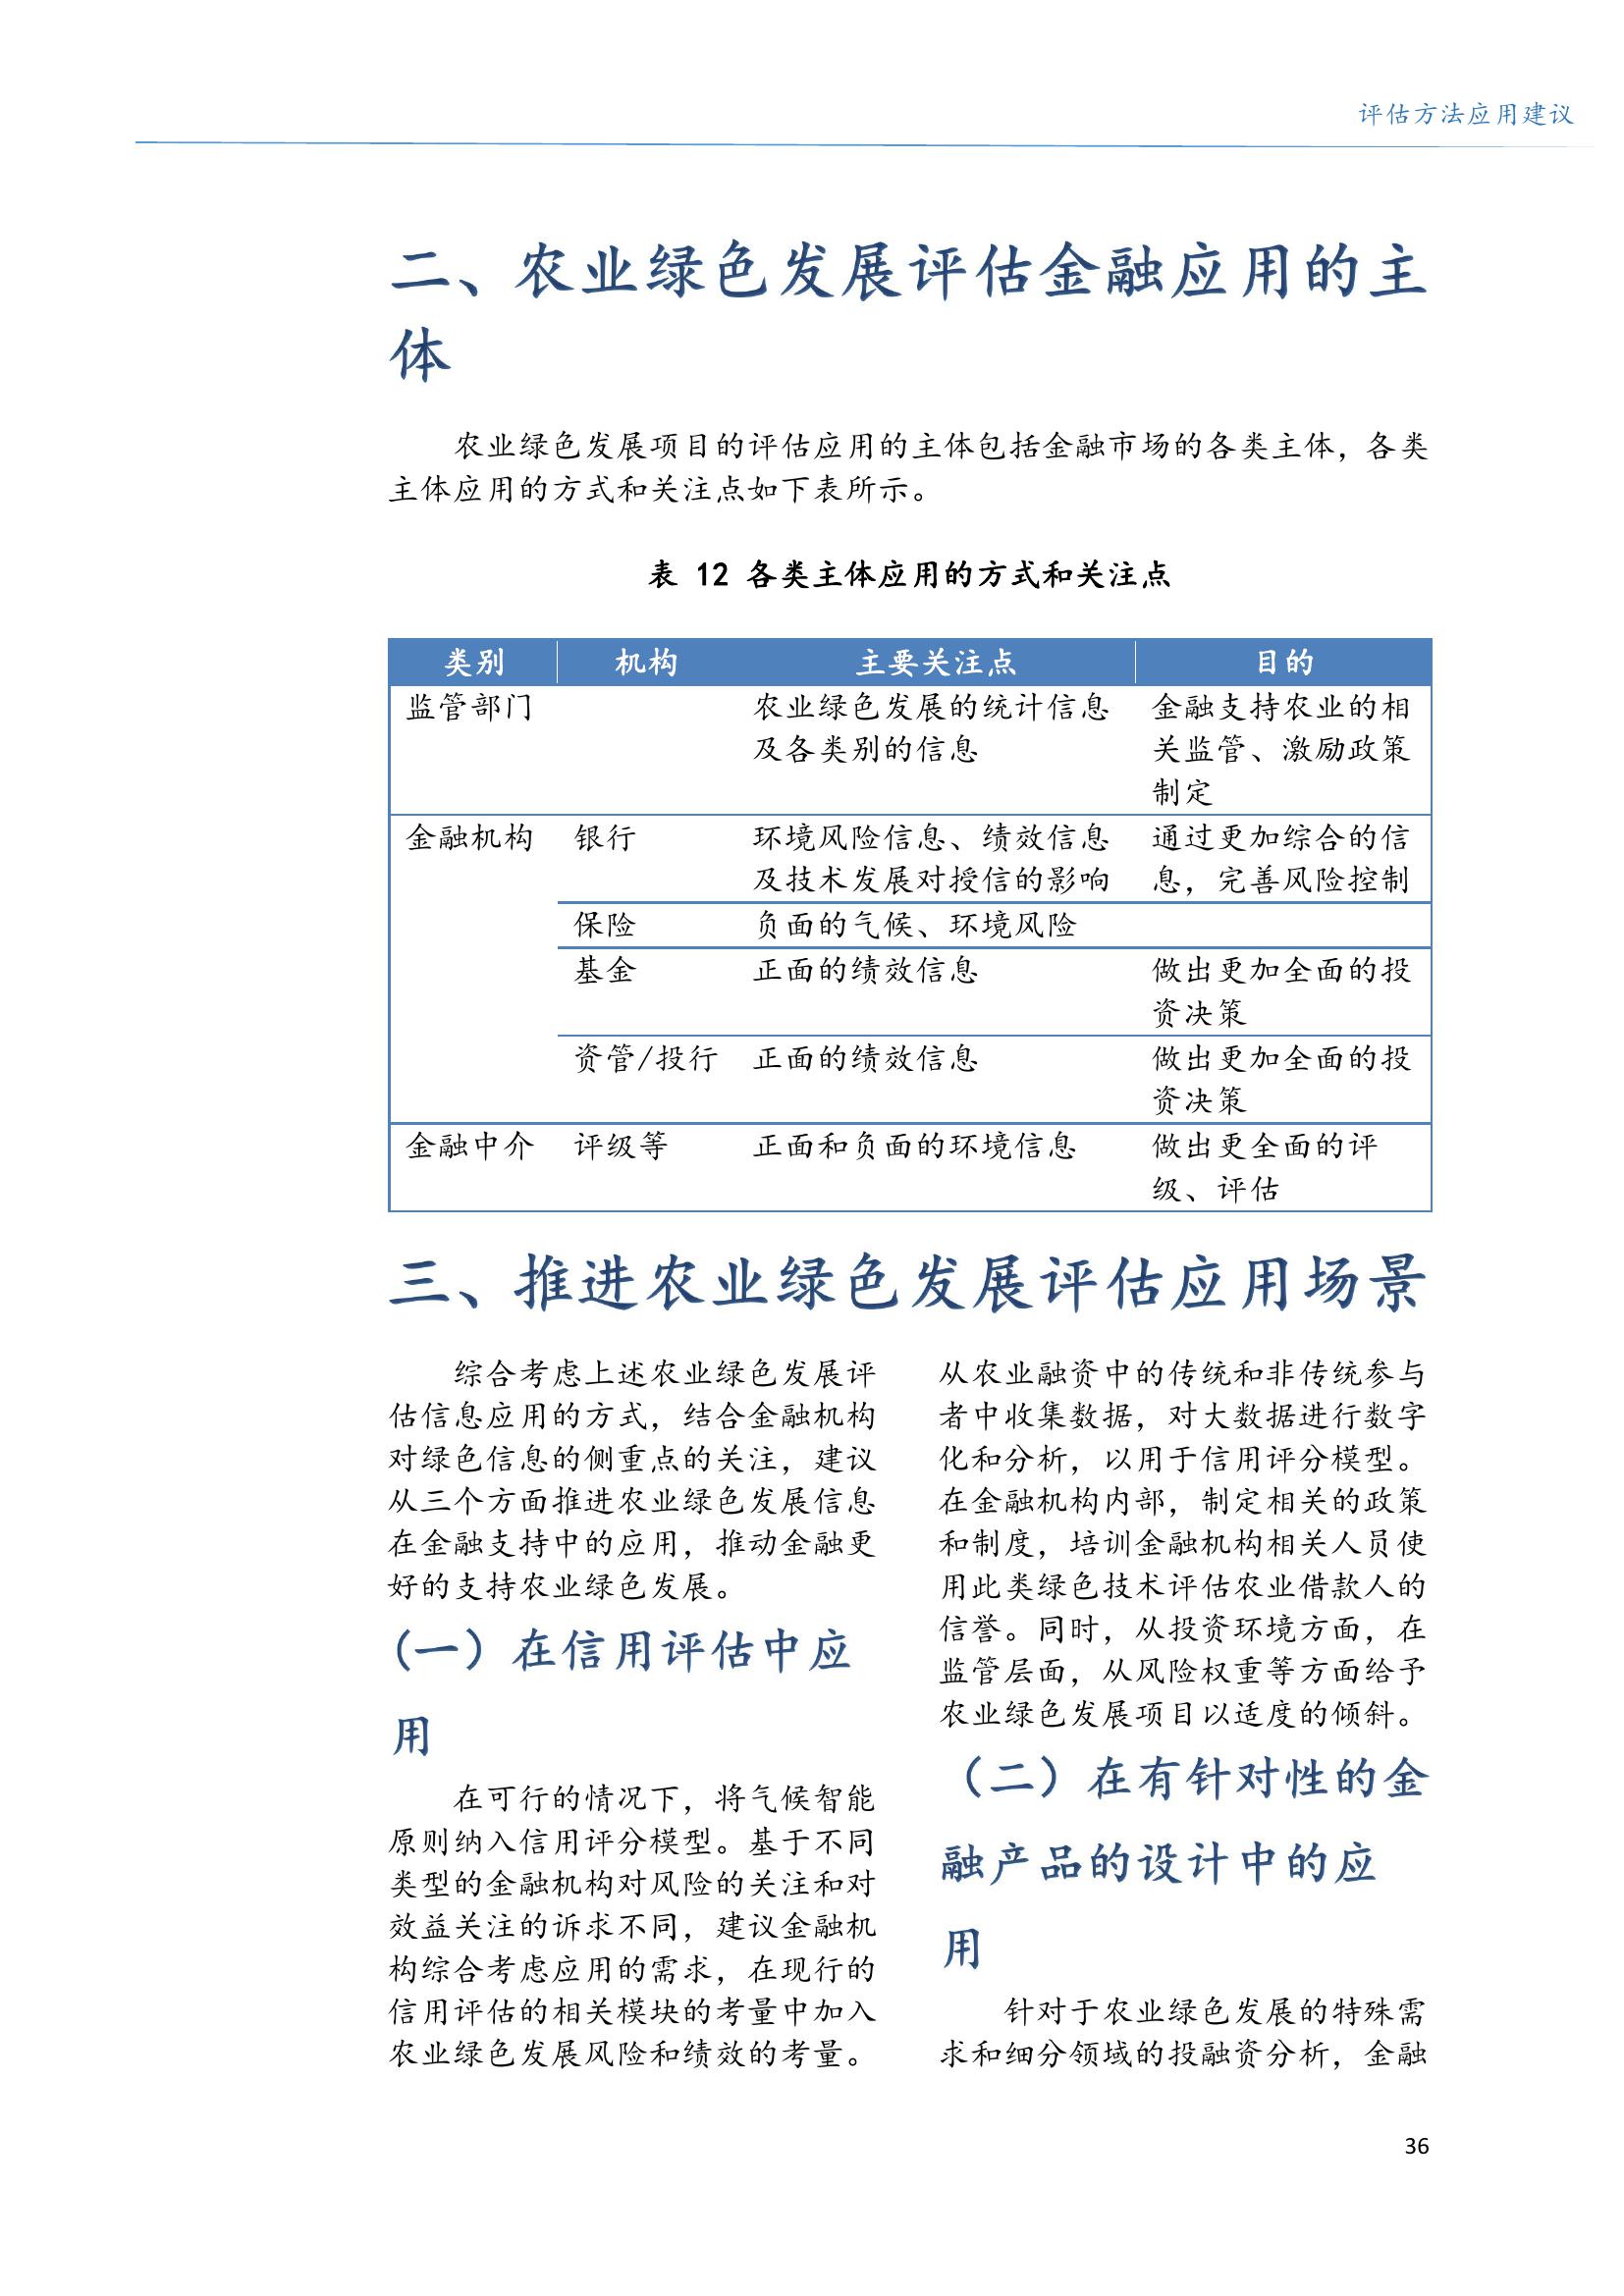 评估方法应用建议
二、农业绿色发展评估金融应用的主
体
农业绿色发展项目的评估应用的主体包括金融市场的各类主体，各类
主体应用的方式和关注点如下表所示。
表 12 各类主体应用的方式和关注点
类别 机构 主要关注点 目的
监管部门 农业绿色发展的统计信息 金融支持农业的相
及各类别的信息 关监管、激励政策
制定
金融机构 银行 环境风险信息、绩效信息 通过更加综合的信
及技术发展对授信的影响 息，完善风险控制
保险 负面的气候、环境风险
基金 正面的绩效信息 做出更加全面的投
资决策
资管/投行 正面的绩效信息 做出更加全面的投
资决策
金融中介 评级等 正面和负面的环境信息 做出更全面的评
级、评估
三、推进农业绿色发展评估应用场景
综合考虑上述农业绿色发展评
估信息应用的方式，结合金融机构
对绿色信息的侧重点的关注，建议
从三个方面推进农业绿色发展信息
在金融支持中的应用，推动金融更
好的支持农业绿色发展。
（一）在信用评估中应
用
在可行的情况下，将气候智能
原则纳入信用评分模型。基于不同
类型的金融机构对风险的关注和对
效益关注的诉求不同，建议金融机
构综合考虑应用的需求，在现行的
信用评估的相关模块的考量中加入
农业绿色发展风险和绩效的考量。
从农业融资中的传统和非传统参与
者中收集数据，对大数据进行数字
化和分析，以用于信用评分模型。
在金融机构内部，制定相关的政策
和制度，培训金融机构相关人员使
用此类绿色技术评估农业借款人的
信誉。同时，从投资环境方面，在
监管层面，从风险权重等方面给予
农业绿色发展项目以适度的倾斜。
（二）在有针对性的金
融产品的设计中的应
用
针对于农业绿色发展的特殊需
求和细分领域的投融资分析，金融
36